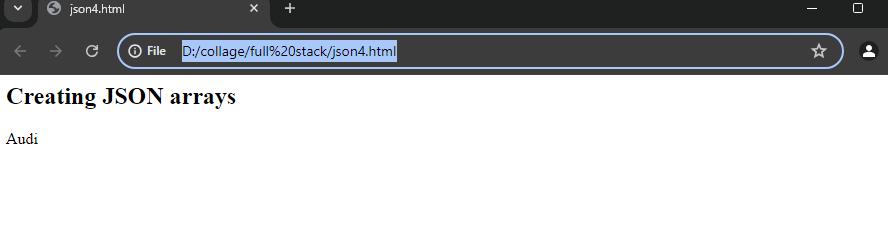 json4.html
File D:/collage/full%20stack/json4.html
Creating JSON arrays
Audi